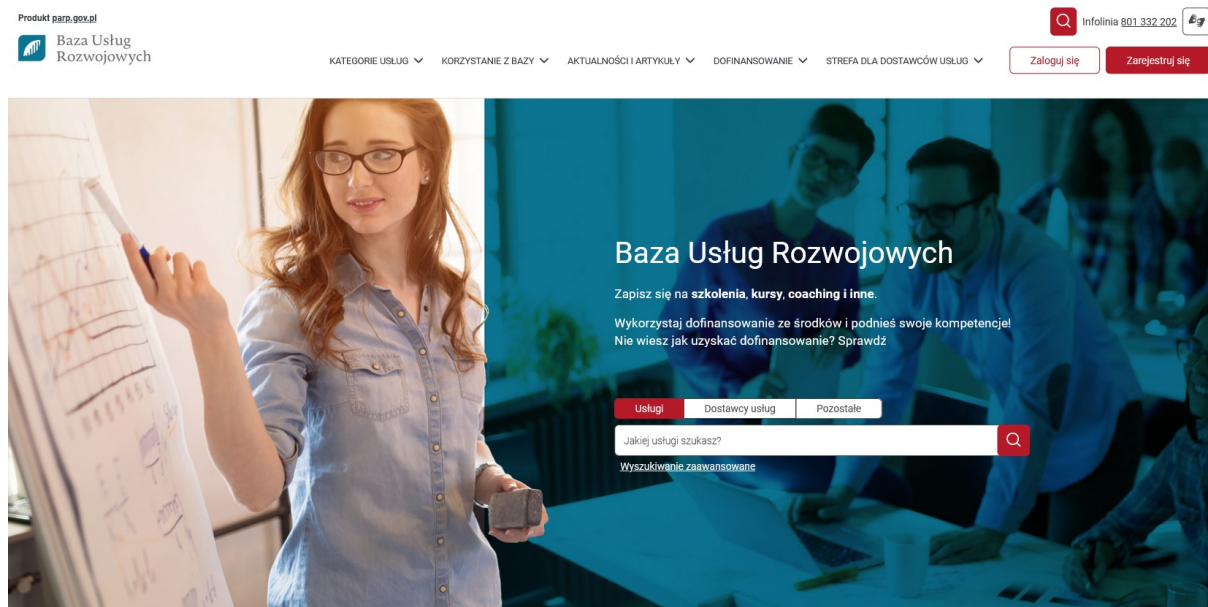 Produkt parp.gov.pl
Baza Usług
Rozwojowych
Infolinia 801 332 202
KATEGORIE USŁUG
KORZYSTANIE Z BAZY
AKTUALNOŚCI I ARTYKUŁY
DOFINANSOWANIE
STREFA DLA DOSTAWCÓW USŁUG
Zaloguj się
Zarejestruj się
Baza Usług Rozwojowych
Zapisz się na szkolenia, kursy, coaching i inne.
Wykorzystaj dofinansowanie ze środków i podnieś swoje kompetencje!
Nie wiesz jak uzyskać dofinansowanie? Sprawdź
Usługi
Dostawcy usług
Pozostałe
Jakiej usługi szukasz?
Wyszukiwanie zaawansowane